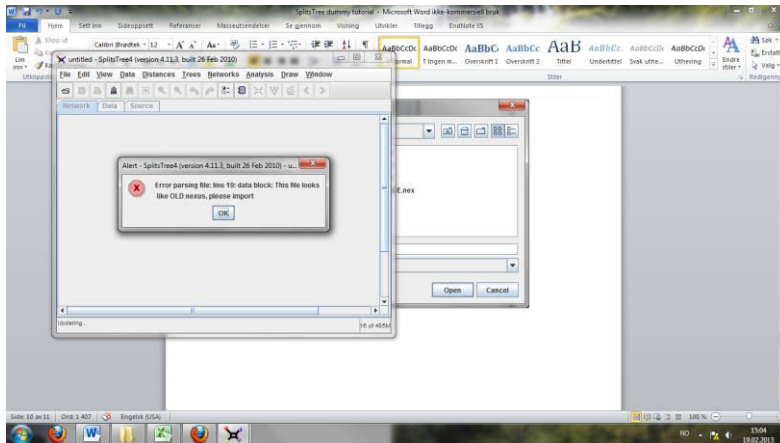 SplitsTree dummy tutorial - Microsoft Word ikke-kommersiell bruk
Fil Hjem Sett inn Sideoppsett Referanser Masseutsendelser Se gjennom Visning Utvikler Tillegg EndNote X5
Klipp ut
Lim inn
Calibri (Brødtek 12
AaBbCcDc AaBbCcDc AaBbC AaBbCc AaB AaBbCc. AaBbCcDc AaBbCcDc
Normal ¶ Ingen m... Overskrift 1 Overskrift 2 Tittel Undertittel Svak uthe... Utheving
Endre stiler
Søk
Erstatt
Velg
Utklippstavle
Stiler
Redigering
untitled - SplitsTree4 (version 4.11.3, built 26 Feb 2010)
File Edit View Data Distances Trees Networks Analysis Draw Window
Network Data Source
Alert - SplitsTree4 (version 4.11.3, built 26 Feb 2010) - u...
Error parsing file: line 19: data block: This file looks
like OLD nexus, please import
OK
E.nex
Open Cancel
Updating...
Side: 10 av 11 Ord: 1 407 Engelsk (USA)
100 %
NO
15:04
19.02.2013